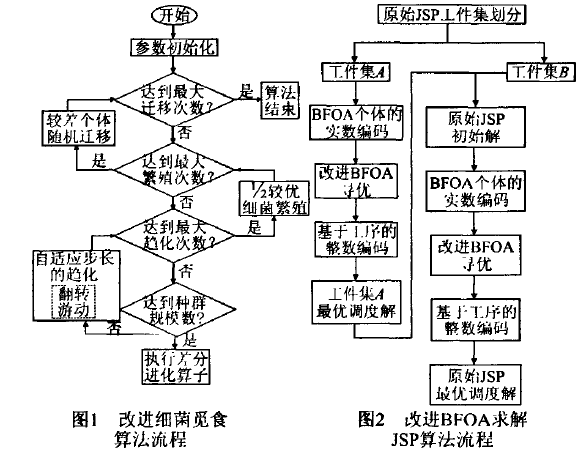 开始
参数初始化
达到最大
迁移次数?
是
算法
结束
较差个体
随机迁移
否
是
达到最大
繁殖次数?
1/2较优
细菌繁殖
否
达到最大
趋化次数?
是
自适应步长
的趋化
翻转
游动
否
达到种群
规模数?
否
是
执行差分
进化算子
图1 改进细菌觅食
算法流程
原始JSP工件集划分
工件集A
工件集B
BFOA个体的
实数编码
改进BFOA
寻优
基于工序的
整数编码
工件集A
最优调度解
原始JSP
初始解
BFOA个体的
实数编码
改进BFOA
寻优
基于工序的
整数编码
原始JSP
最优调度解
图2 改进BFOA求解
JSP算法流程